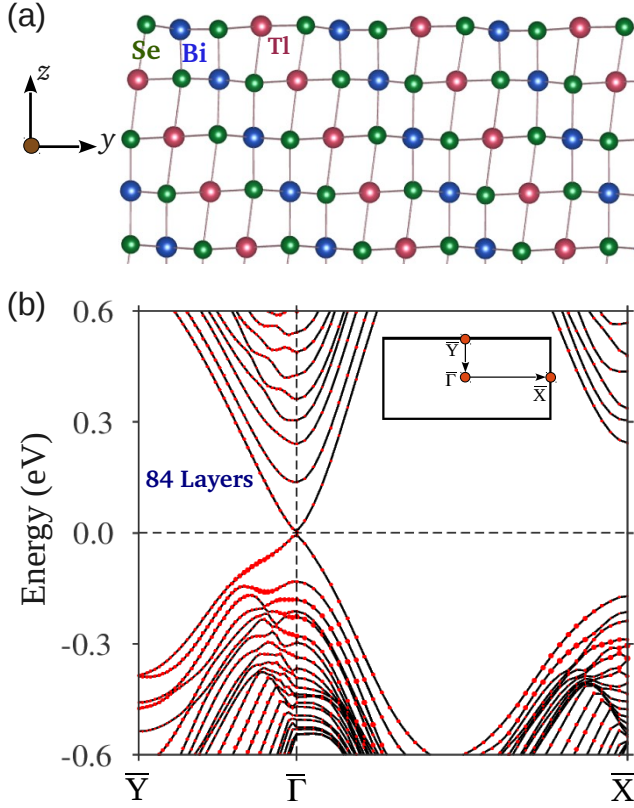 (a)
Se
Bi
Tl
z
y
(b)
0.6
0.3
0.0
-0.3
-0.6
Energy (eV)
84 Layers
Y̅
Γ̅
X̅
Y̅
Γ̅
X̅